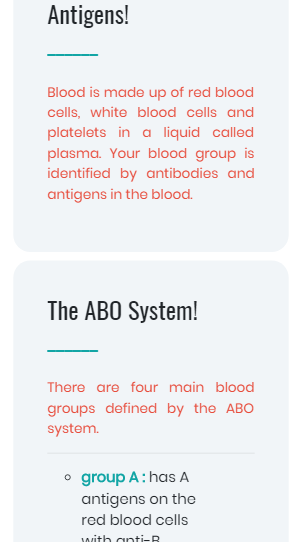 Antigens!
Blood is made up of red blood
cells, white blood cells and
platelets in a liquid called
plasma. Your blood group is
identified by antibodies and
antigens in the blood.
The ABO System!
There are four main blood
groups defined by the ABO
system.
group A : has A
antigens on the
red blood cells
with anti-B